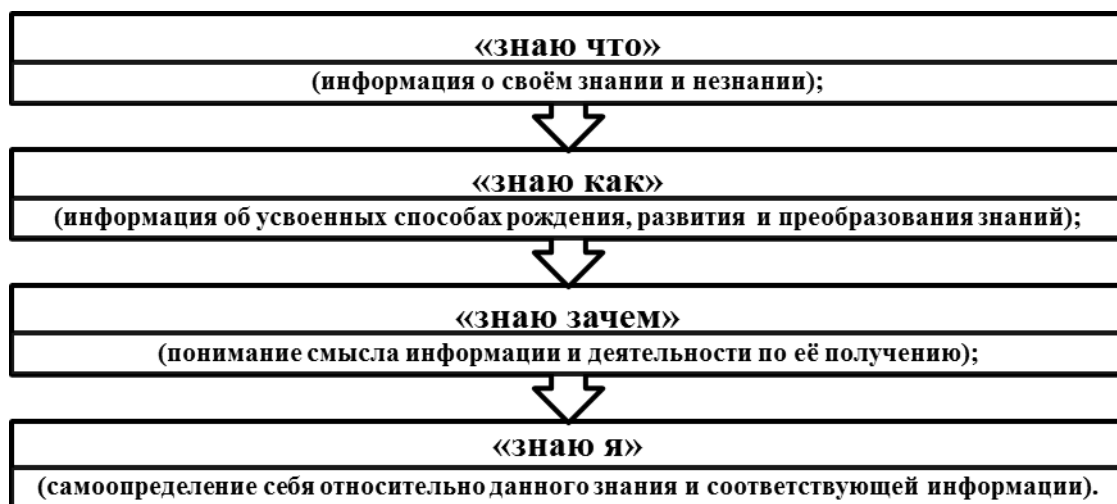 «знаю что»
(информация о своём знании и незнании);
«знаю как»
(информация об усвоенных способах рождения, развития и преобразования знаний);
«знаю зачем»
(понимание смысла информации и деятельности по её получению);
«знаю я»
(самоопределение себя относительно данного знания и соответствующей информации).